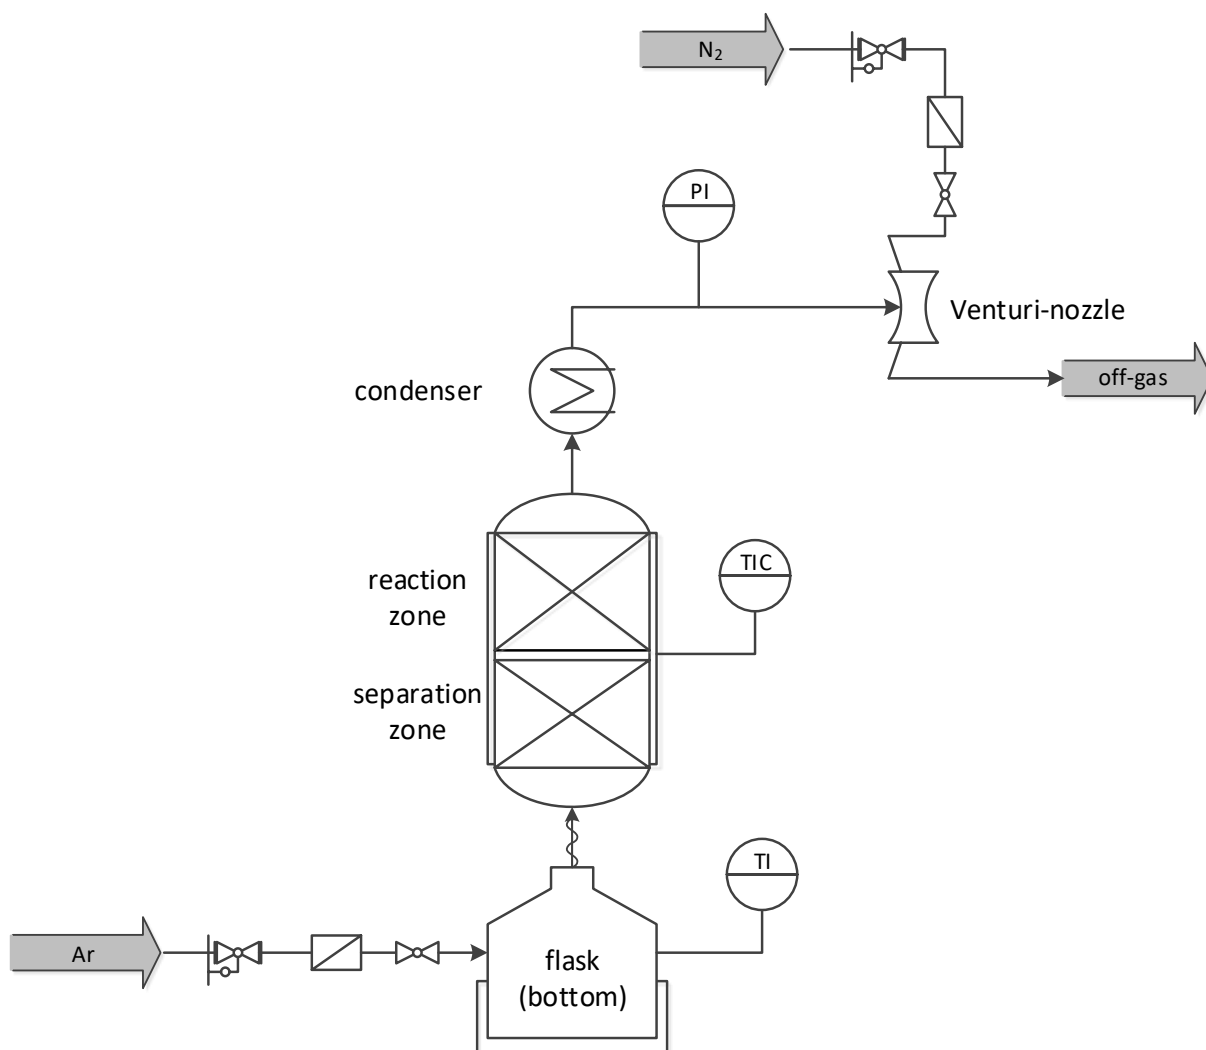 N₂
PI
Venturi-nozzle
off-gas
condenser
reaction
zone
TIC
separation
zone
TI
Ar
flask
(bottom)